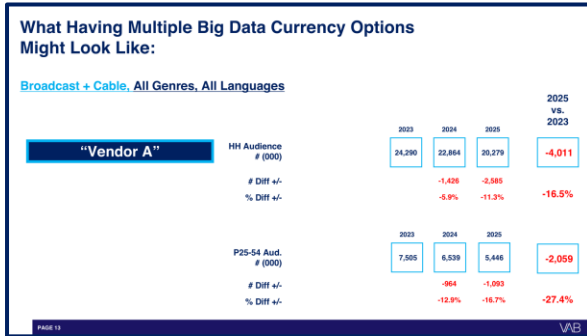 What Having Multiple Big Data Currency Options
Might Look Like:
Broadcast + Cable, All Genres, All Languages
2025
vs.
2023
2023 2024 2025
"Vendor A"
HH Audience
# (000)
24,290 22,864 20,279 -4,011
# Diff +/- -1,426 -2,585
% Diff +/- -5.9% -11.3% -16.5%
2023 2024 2025
P25-54 Aud.
# (000)
7,505 6,539 5,446 -2,059
# Diff +/- -964 -1,093
% Diff +/- -12.9% -16.7% -27.4%
PAGE 13 VAB